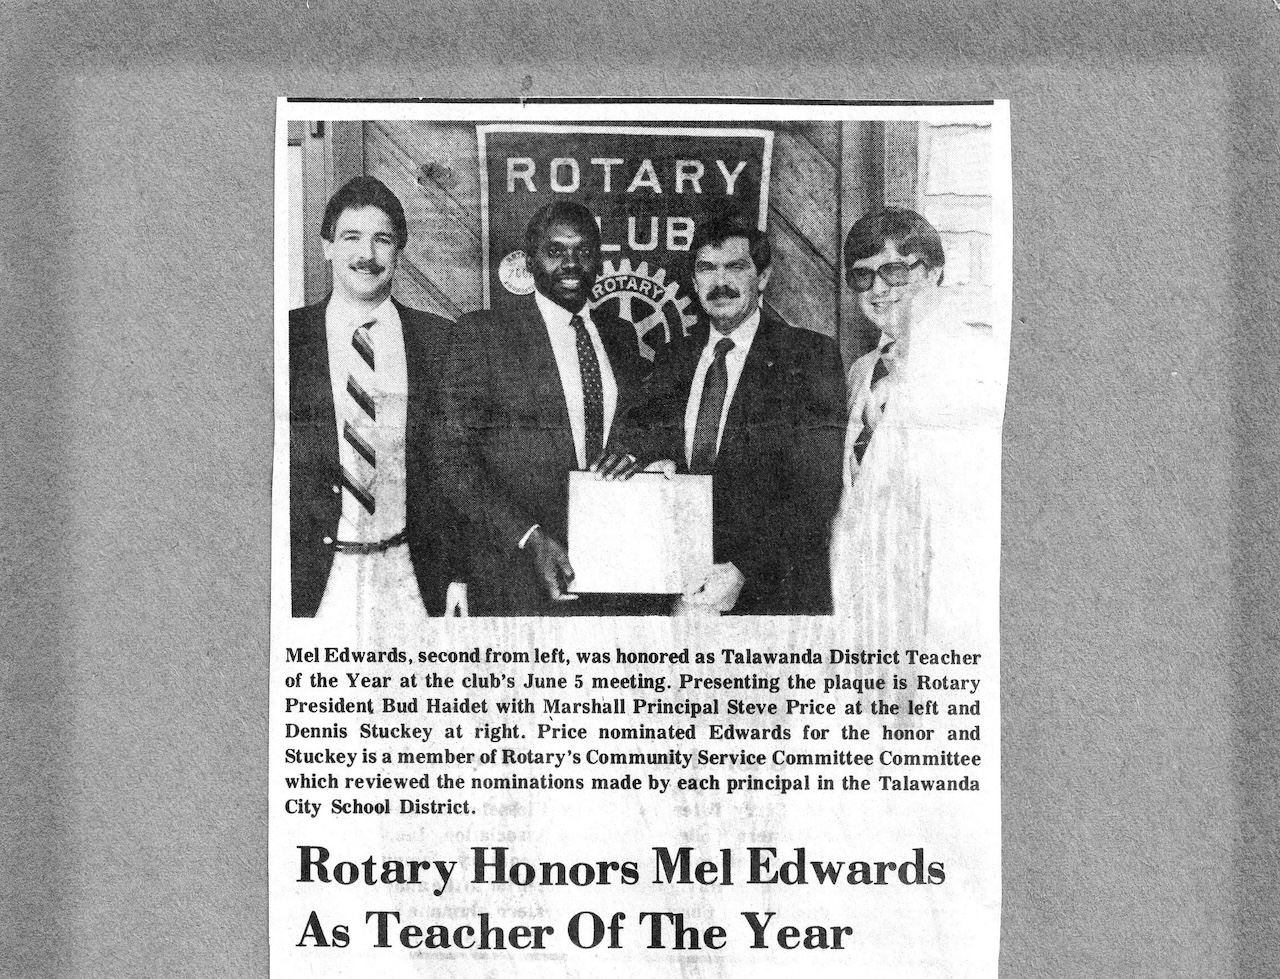 ROTARY
LUB
ROTARY
Mel Edwards, second from left, was honored as Talawanda District Teacher
of the Year at the club's June 5 meeting. Presenting the plaque is Rotary
President Bud Haidet with Marshall Principal Steve Price at the left and
Dennis Stuckey at right. Price nominated Edwards for the honor and
Stuckey is a member of Rotary's Community Service Committee Committee
which reviewed the nominations made by each principal in the Talawanda
City School District.
Rotary Honors Mel Edwards
As Teacher Of The Year